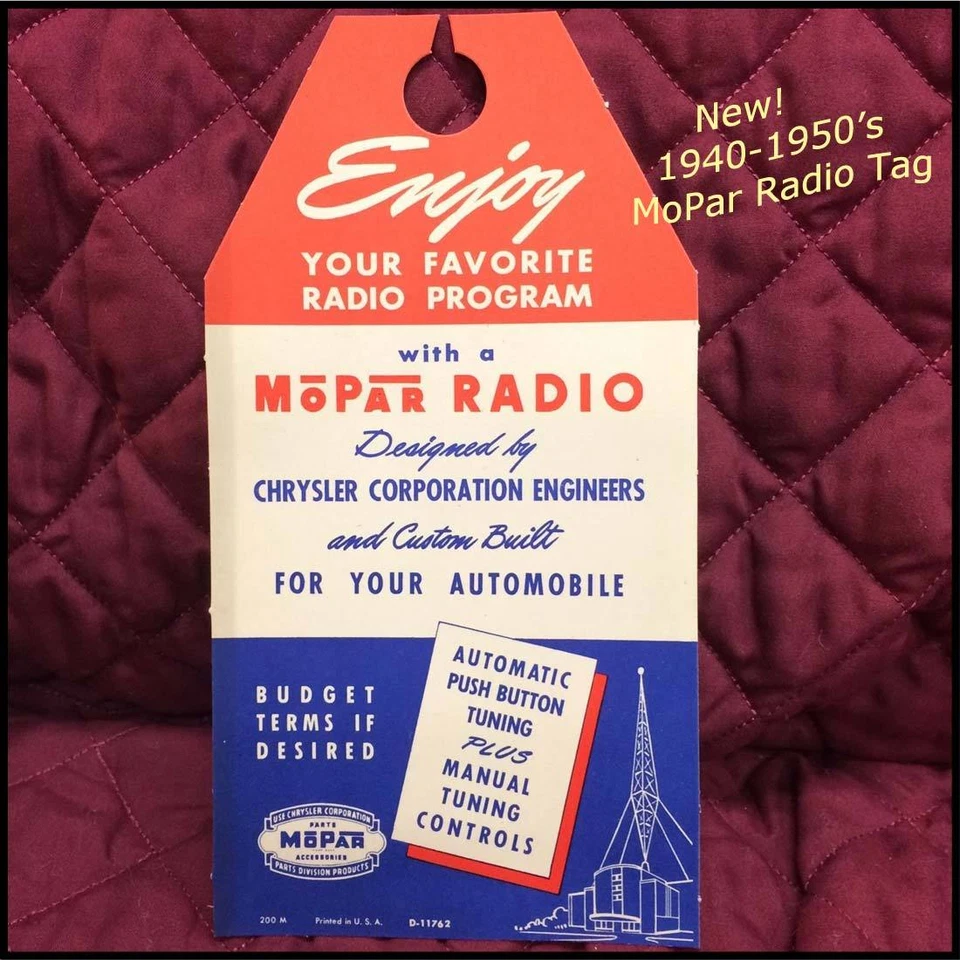 New!
1940-1950's
MoPar Radio Tag
Enjoy
YOUR FAVORITE
RADIO PROGRAM
with a
MōPAR RADIO
Designed by
CHRYSLER CORPORATION ENGINEERS
and Custom Built
FOR YOUR AUTOMOBILE
BUDGET
TERMS IF
DESIRED
AUTOMATIC
PUSH BUTTON
TUNING
PLUS
MANUAL
TUNING
CONTROLS
USE CHRYSLER CORPORATION
PARTS
MōPAR
ACCESSORIES
PARTS DIVISION PRODUCTS
200 M Printed in U. S. A. D-11762